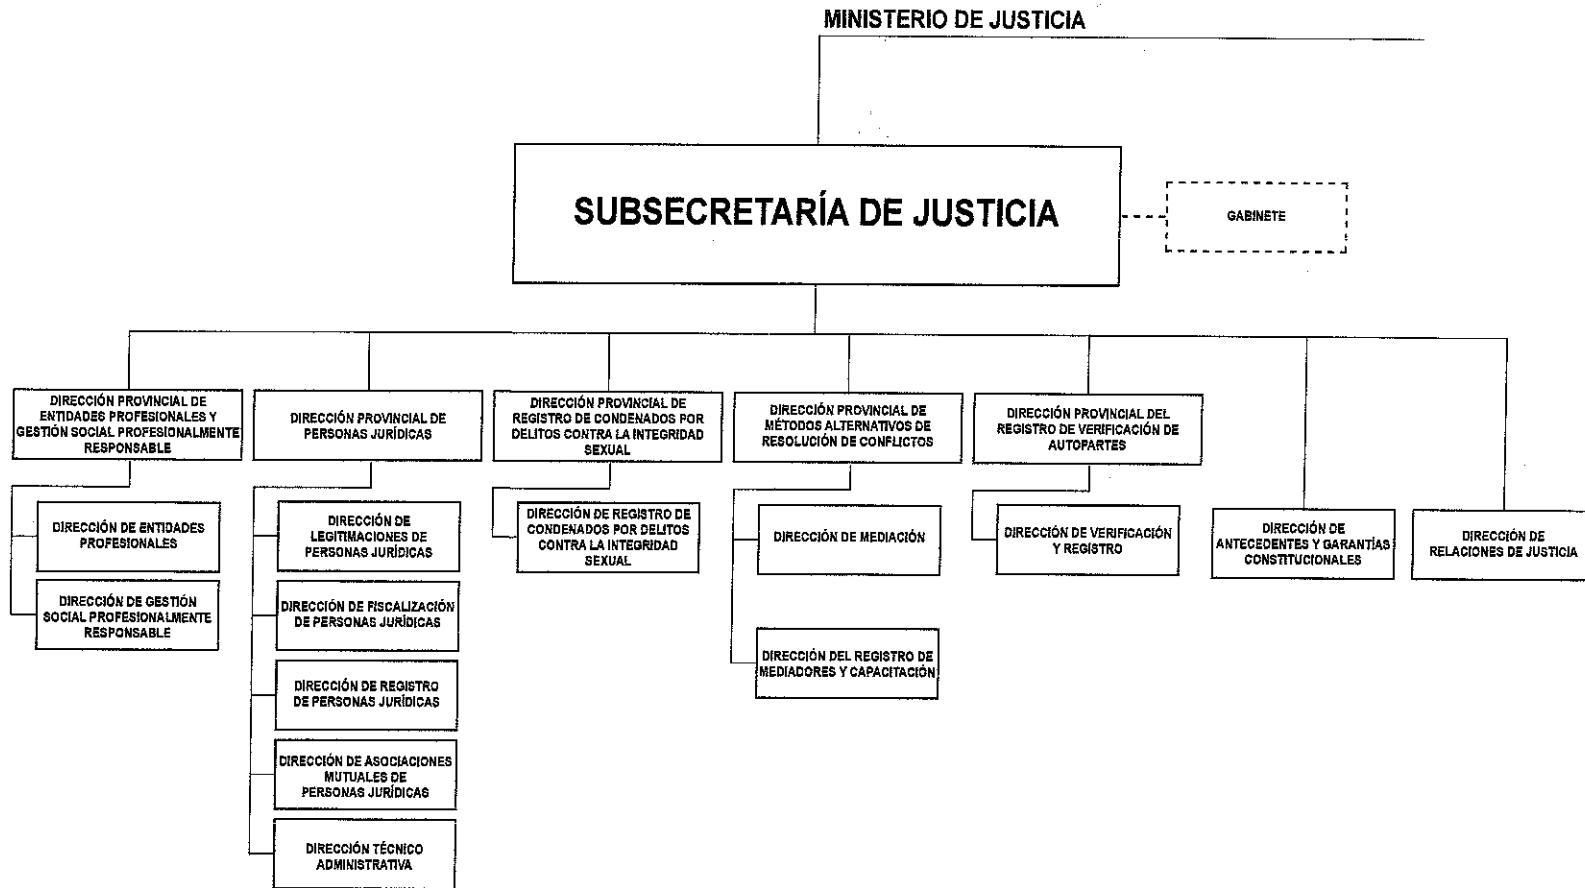 MINISTERIO DE JUSTICIA
SUBSECRETARÍA DE JUSTICIA
GABINETE
DIRECCIÓN PROVINCIAL DE
ENTIDADES PROFESIONALES Y
GESTIÓN SOCIAL PROFESIONALMENTE
RESPONSABLE
DIRECCIÓN PROVINCIAL DE
PERSONAS JURÍDICAS
DIRECCIÓN PROVINCIAL DE
REGISTRO DE CONDENADOS POR
DELITOS CONTRA LA INTEGRIDAD
SEXUAL
DIRECCIÓN PROVINCIAL DE
MÉTODOS ALTERNATIVOS DE
RESOLUCIÓN DE CONFLICTOS
DIRECCIÓN PROVINCIAL DEL
REGISTRO DE VERIFICACIÓN DE
AUTOPARTES
DIRECCIÓN DE ENTIDADES
PROFESIONALES
DIRECCIÓN DE GESTIÓN
SOCIAL PROFESIONALMENTE
RESPONSABLE
DIRECCIÓN DE
LEGITIMACIONES DE
PERSONAS JURÍDICAS
DIRECCIÓN DE FISCALIZACIÓN
DE PERSONAS JURÍDICAS
DIRECCIÓN DE REGISTRO
DE PERSONAS JURÍDICAS
DIRECCIÓN DE ASOCIACIONES
MUTUALES DE
PERSONAS JURÍDICAS
DIRECCIÓN TÉCNICO
ADMINISTRATIVA
DIRECCIÓN DE REGISTRO DE
CONDENADOS POR DELITOS
CONTRA LA INTEGRIDAD
SEXUAL
DIRECCIÓN DE MEDIACIÓN
DIRECCIÓN DEL REGISTRO DE
MEDIADORES Y CAPACITACIÓN
DIRECCIÓN DE VERIFICACIÓN
Y REGISTRO
DIRECCIÓN DE
ANTECEDENTES Y GARANTÍAS
CONSTITUCIONALES
DIRECCIÓN DE
RELACIONES DE JUSTICIA